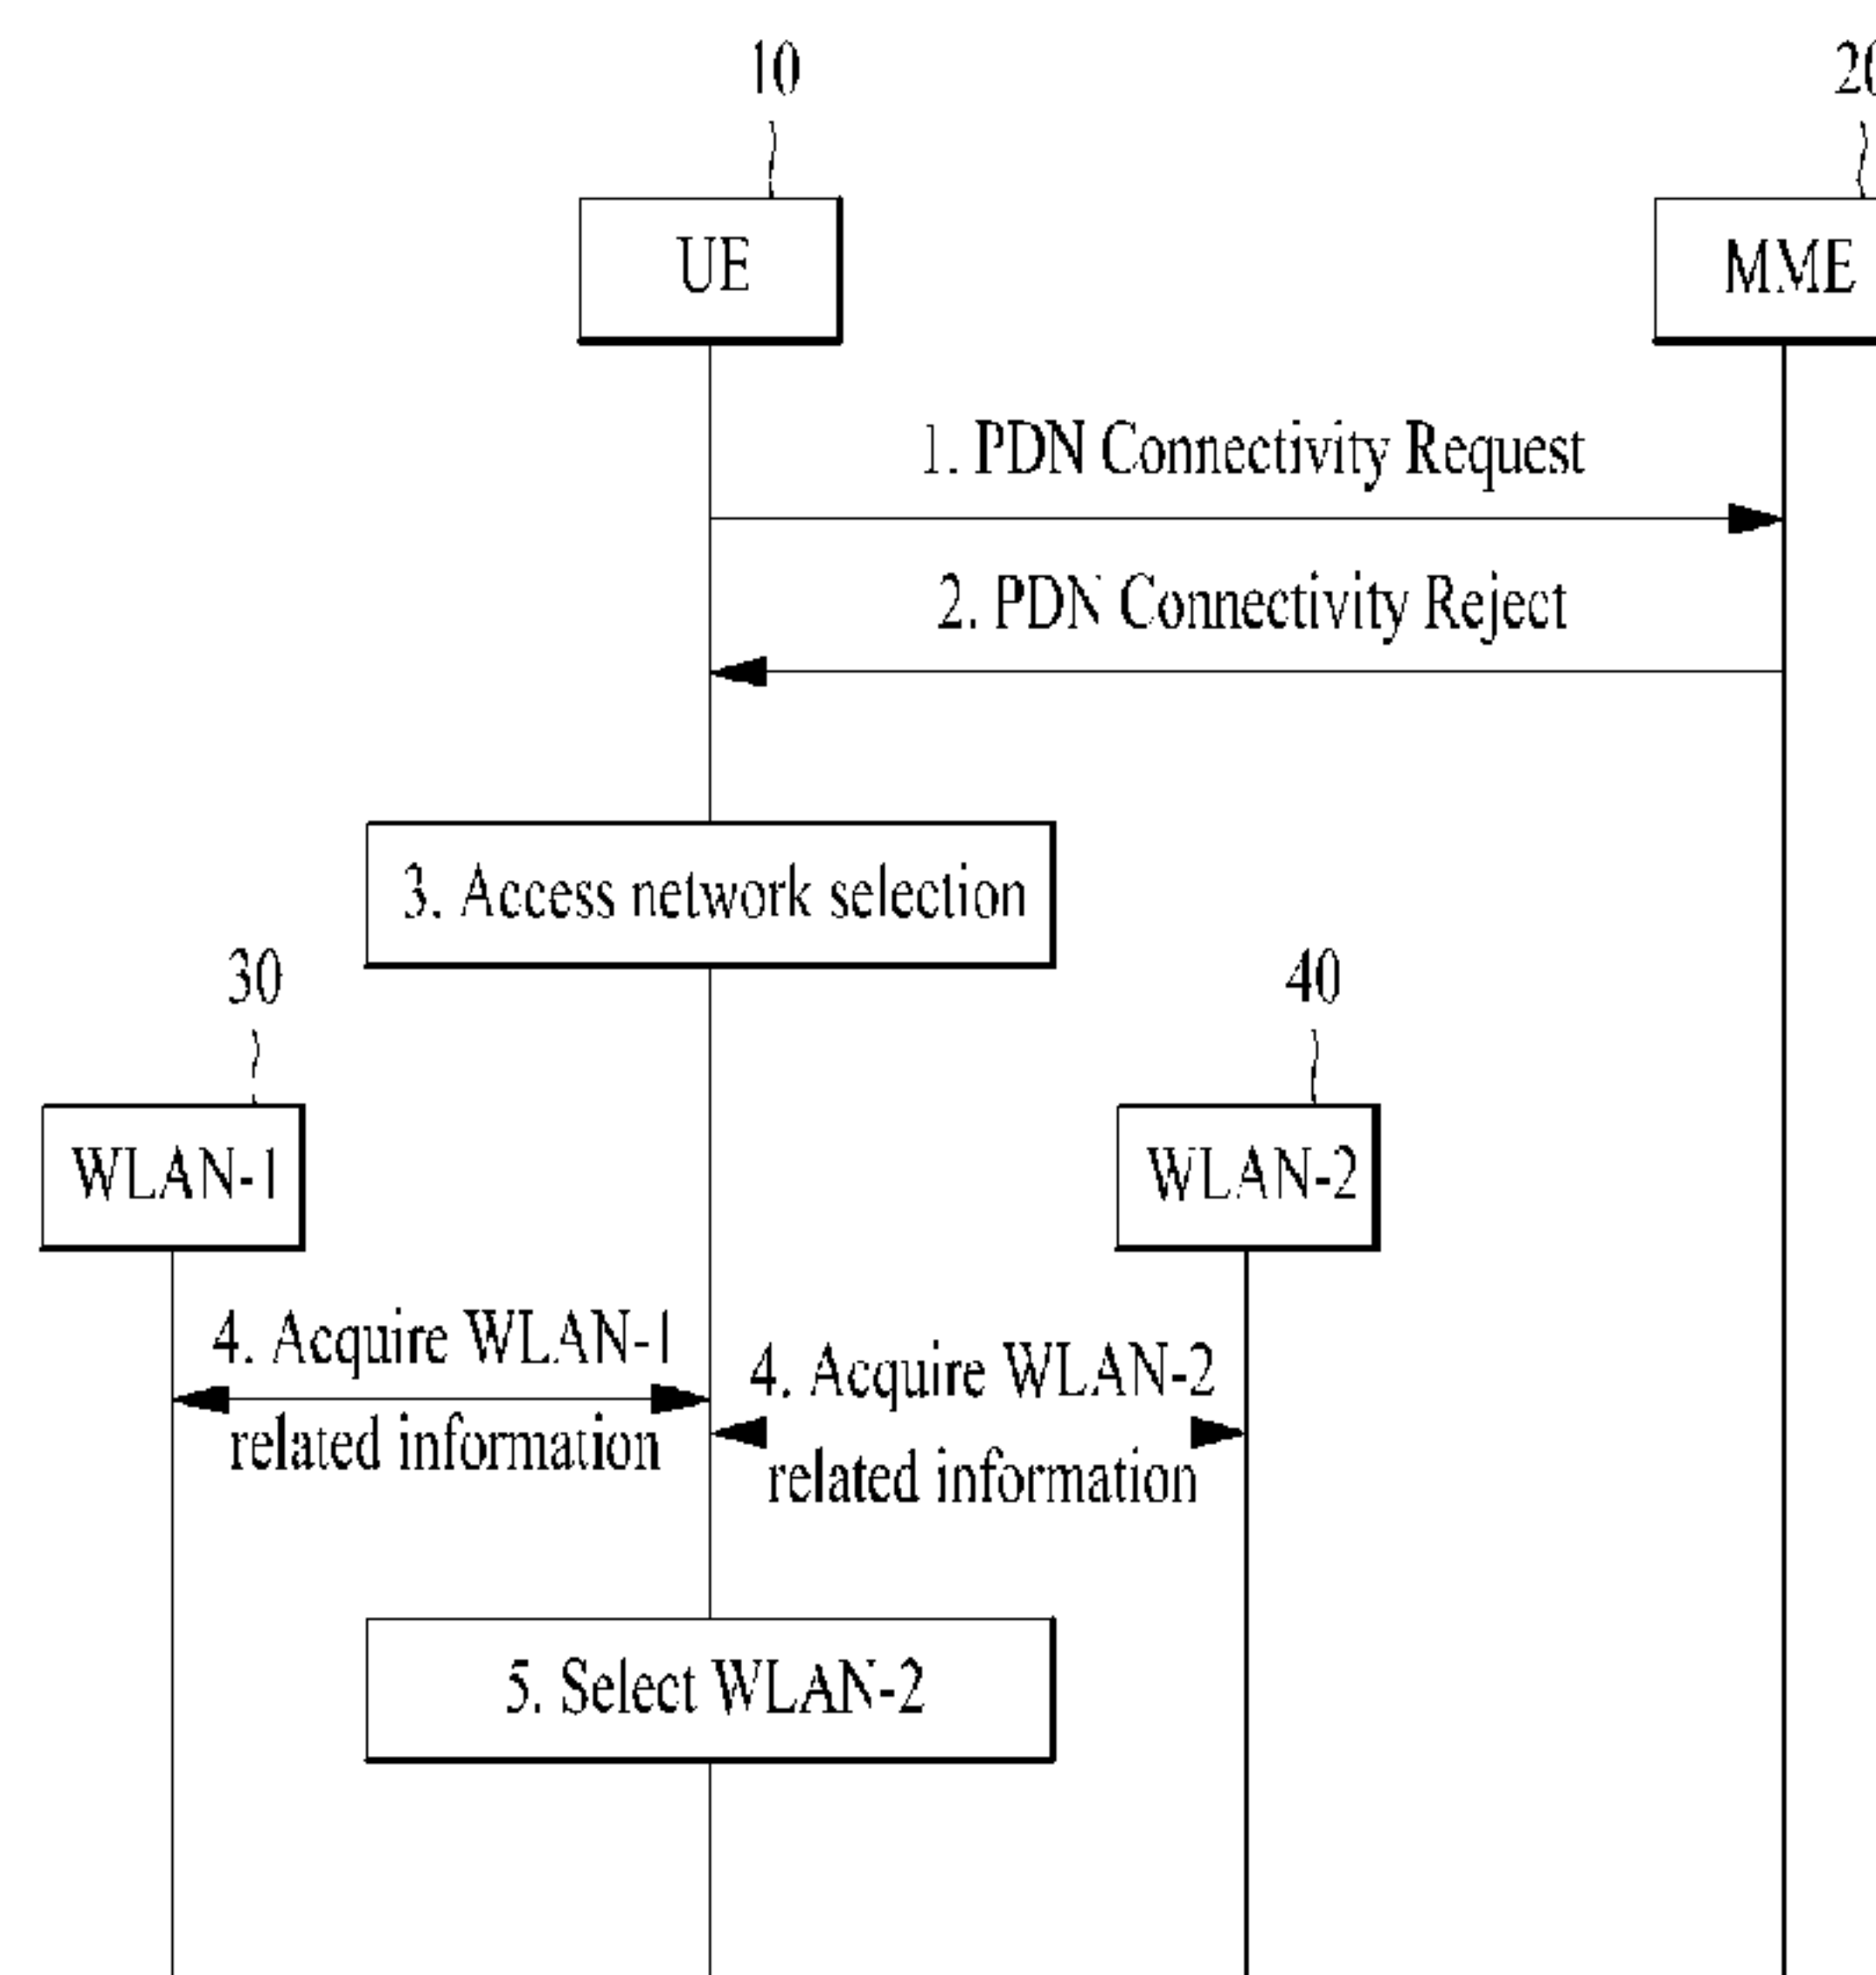 10
20
UE
MME
1. PDN Connectivity Request
2. PDN Connectivity Reject
3. Access network selection
30
40
WLAN-1
WLAN-2
4. Acquire WLAN-1
related information
4. Acquire WLAN-2
related information
5. Select WLAN-2